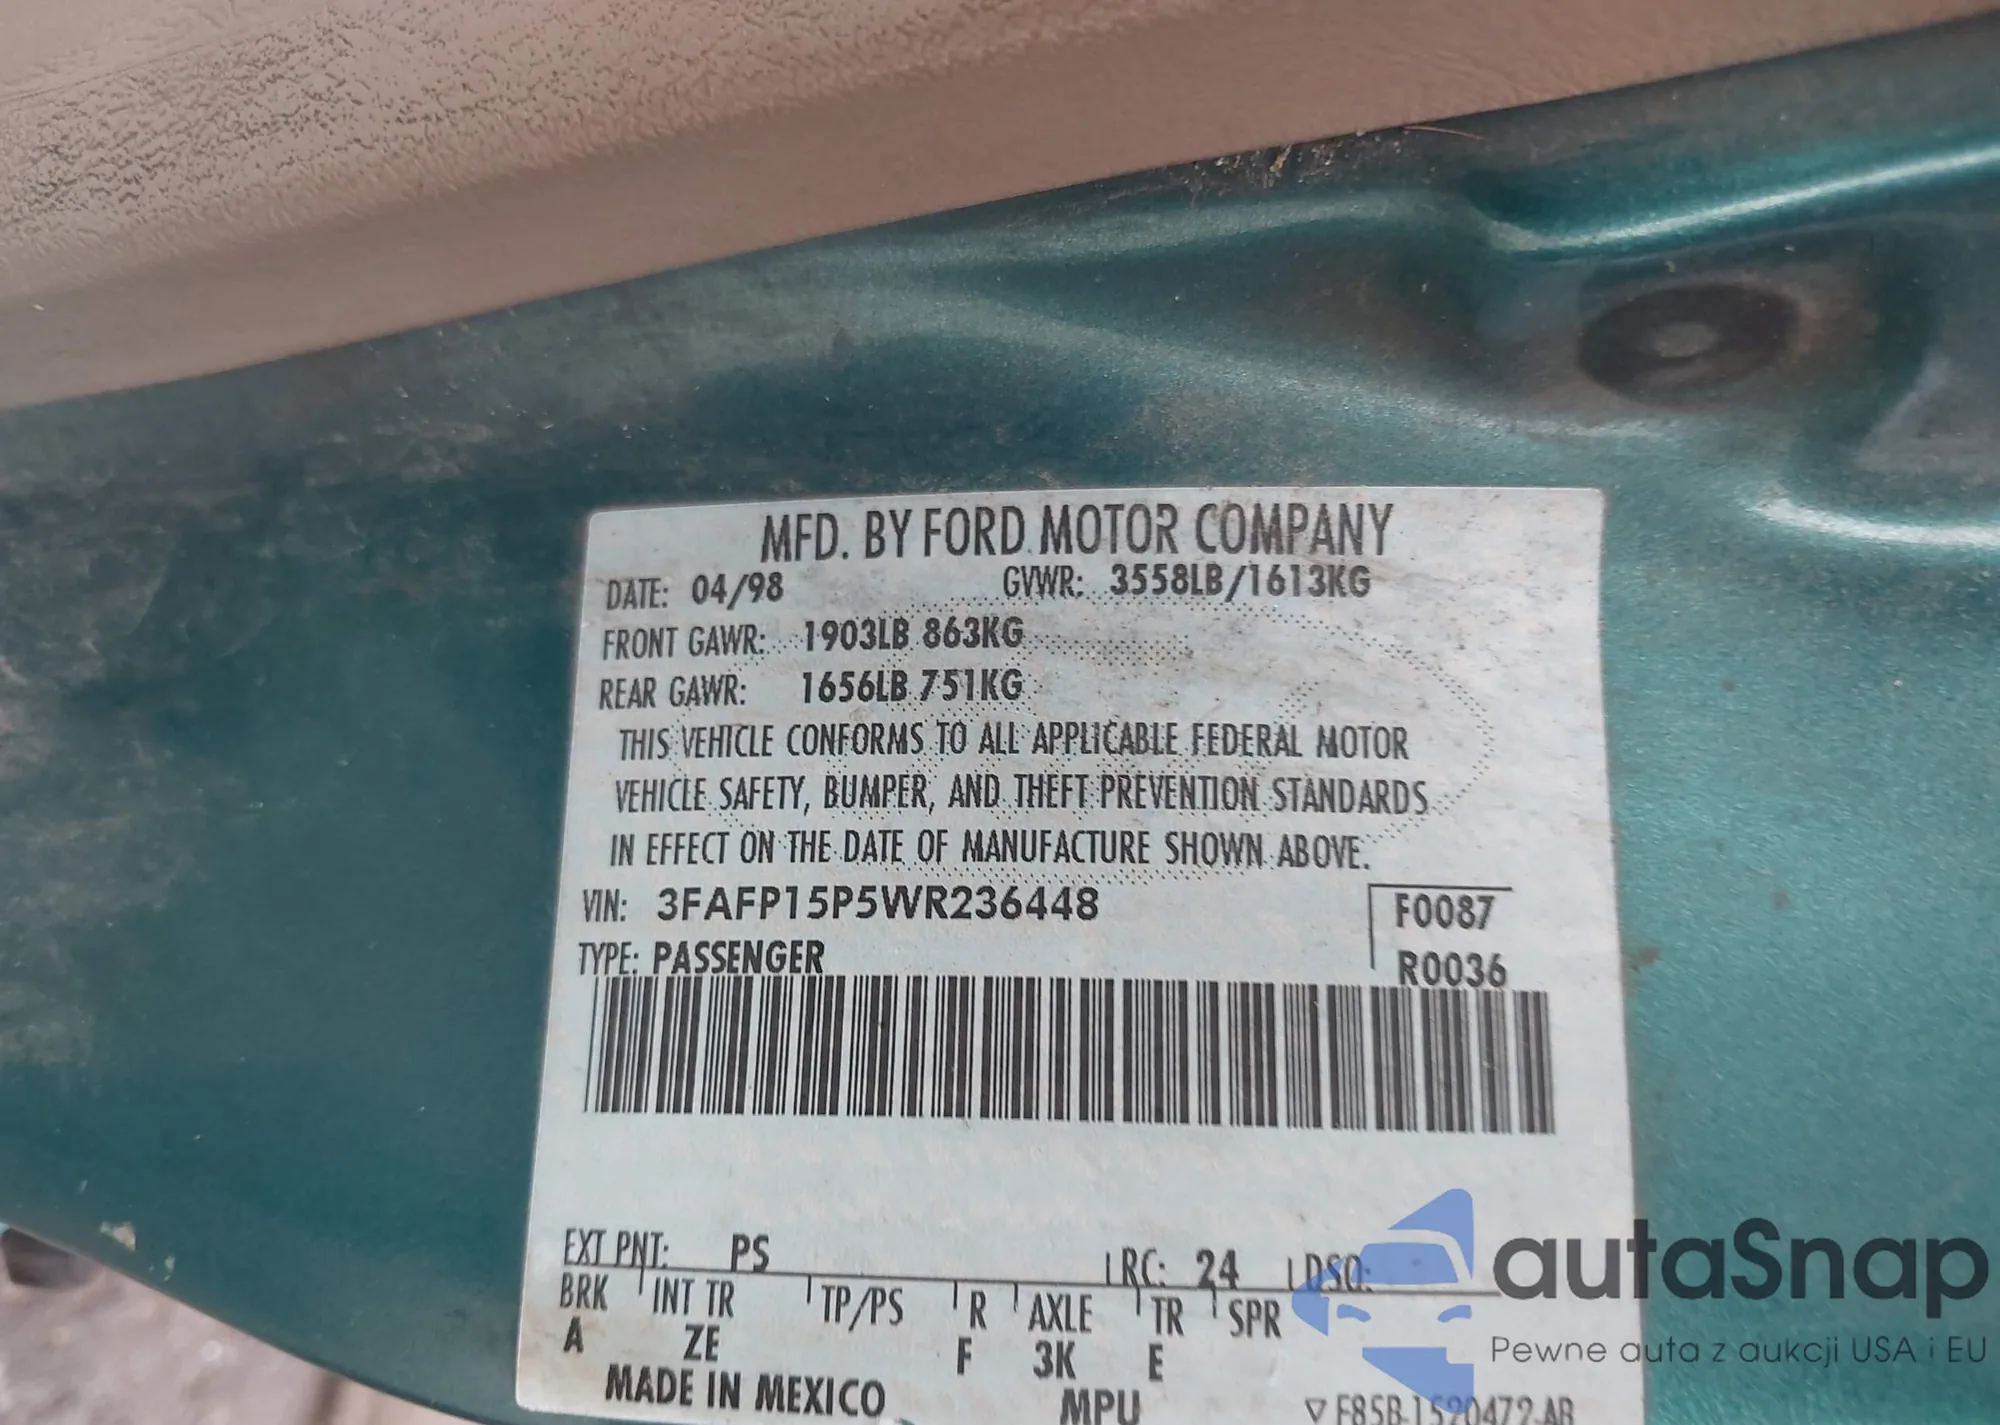 MFD. BY FORD MOTOR COMPANY
DATE: 04/98 GVWR: 3558LB/1613KG
FRONT GAWR: 1903LB 863KG
REAR GAWR: 1656LB 751KG
THIS VEHICLE CONFORMS TO ALL APPLICABLE FEDERAL MOTOR
VEHICLE SAFETY, BUMPER, AND THEFT PREVENTION STANDARDS
IN EFFECT ON THE DATE OF MANUFACTURE SHOWN ABOVE.
VIN: 3FAFP15P5WR236448 F0087
TYPE: PASSENGER R0036
EXT PNT: PS RC: 24 DSO:
BRK INT TR TP/PS R AXLE TR SPR
A ZE F 3K E
MADE IN MEXICO MPU ▽ F85B-1520472-AB
autaSnap
Pewne auta z aukcji USA i EU